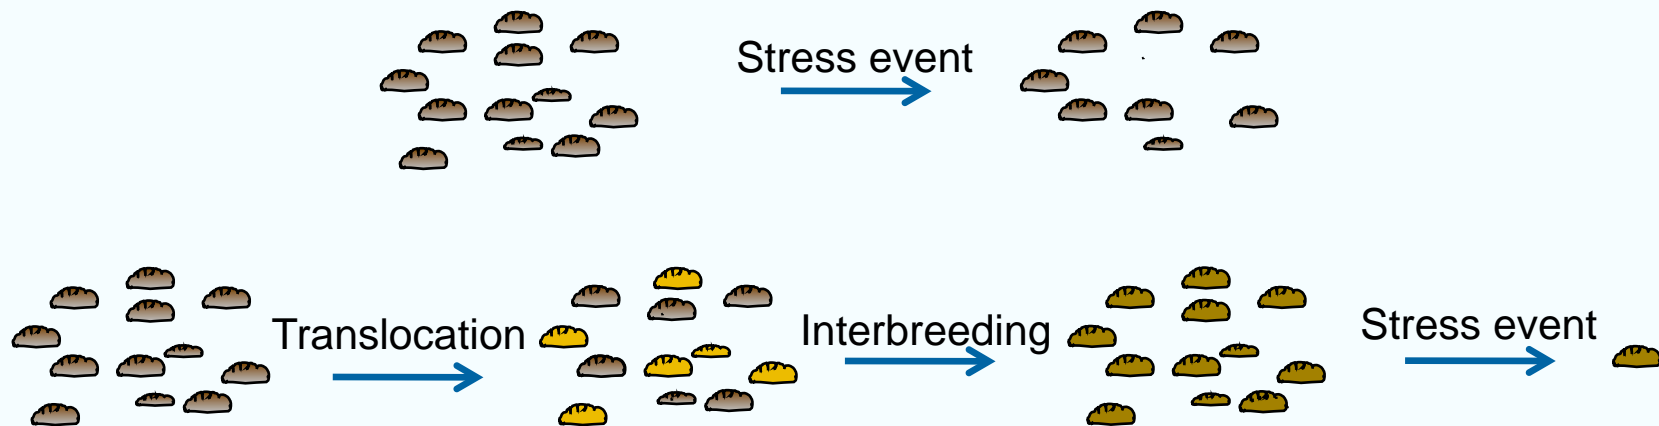 Stress event
Translocation
Interbreeding
Stress event